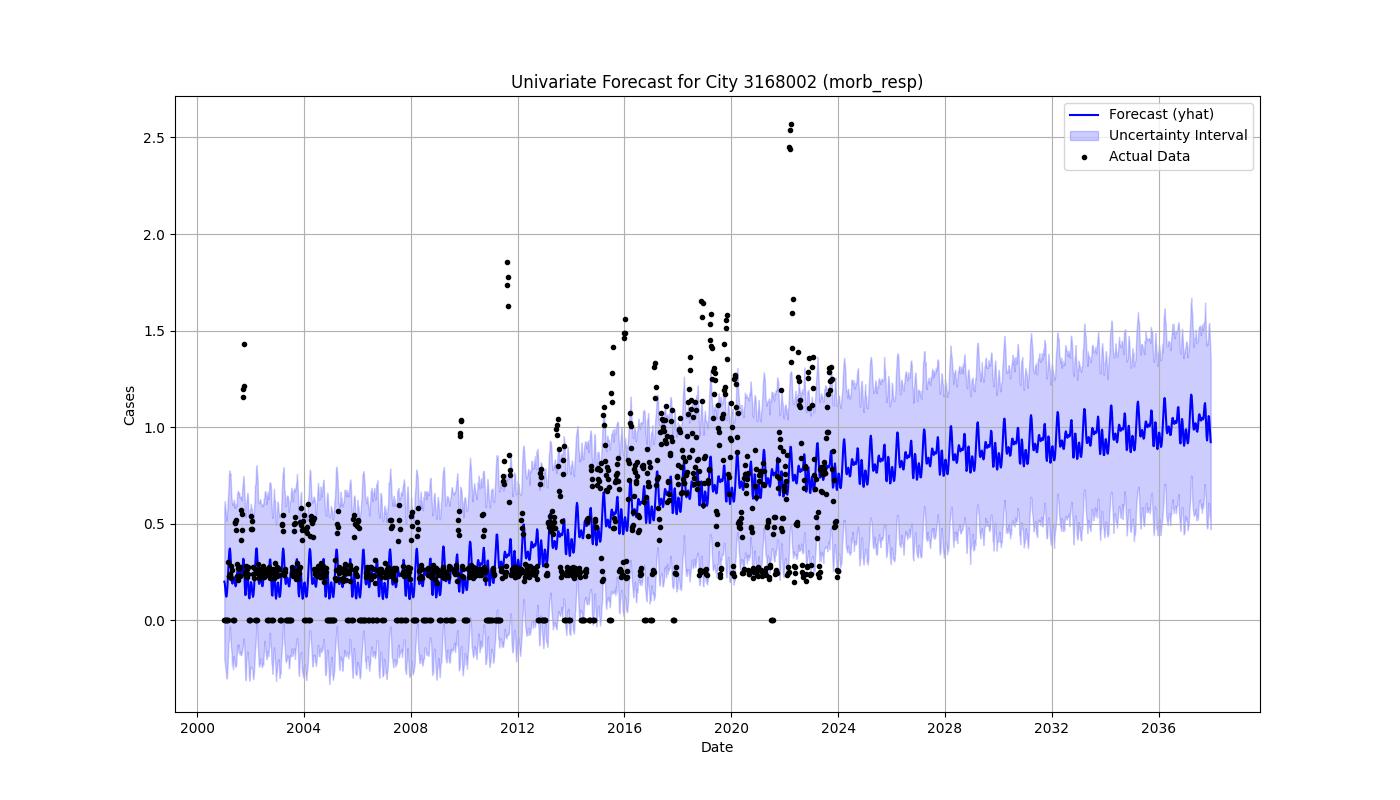 Univariate Forecast for City 3168002 (morb_resp)
Forecast (yhat)
Uncertainty Interval
Actual Data
Cases
2.5
2.0
1.5
1.0
0.5
0.0
2000 2004 2008 2012 2016 2020 2024 2028 2032 2036
Date